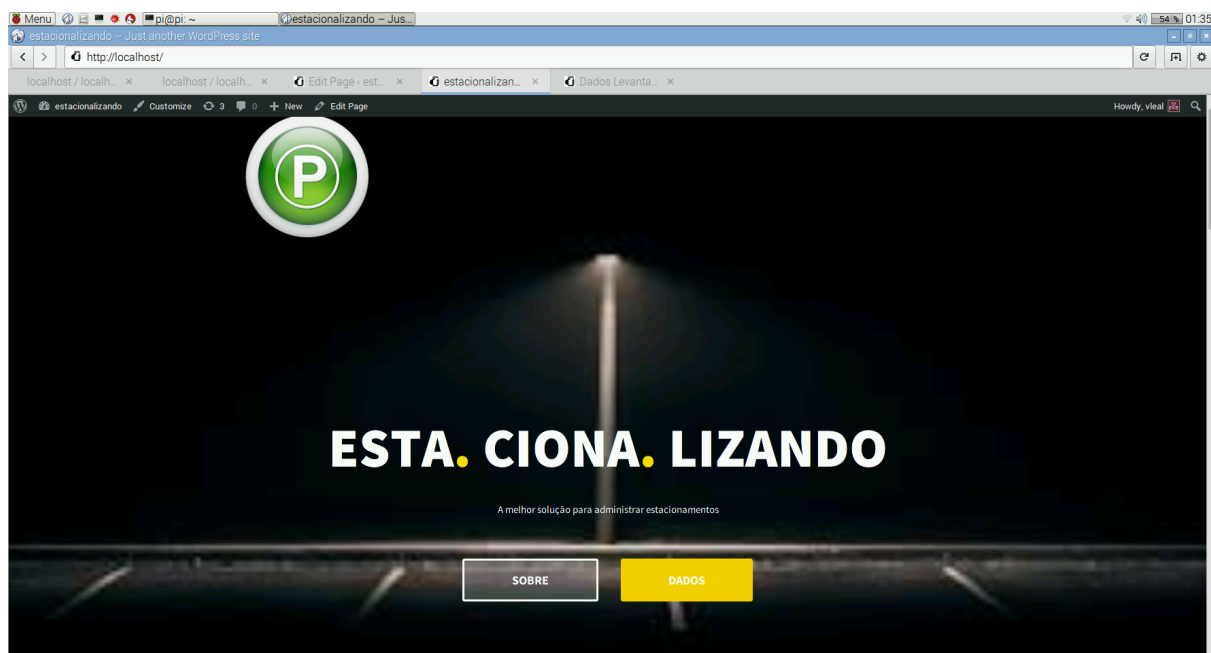 Menu pi@pi: ~ estacionalizando – Jus... 54 % 01:35
estacionalizando – Just another WordPress site
http://localhost/
localhost / localh... × localhost / localh... × Edit Page ‹ est... × estacionalizan... × Dados Levanta... ×
estacionalizando Customize 3 0 + New Edit Page Howdy, vleal
P
ESTA. CIONA. LIZANDO
A melhor solução para administrar estacionamentos
SOBRE DADOS